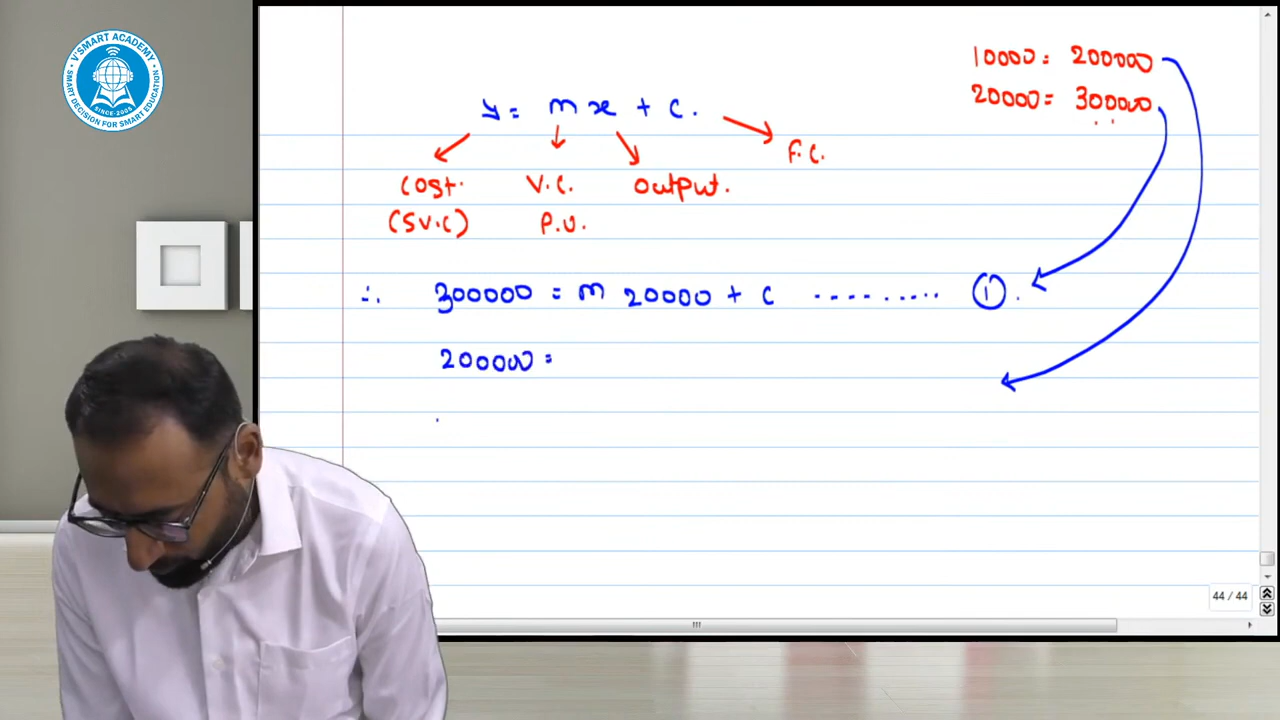 V'SMART ACADEMY
SINCE-2005
SMART DECISION FOR SMART EDUCATION
10000 = 200000
20000 = 300000
y = mx + c.
Cost. V.C. Output. F.C.
(SV.C) P.U.
∴ 300000 = m 20000 + c .......... ①.
200000 =
44 / 44